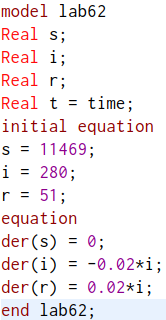 model lab62
Real s;
Real i;
Real r;
Real t = time;
initial equation
s = 11469;
i = 280;
r = 51;
equation
der(s) = 0;
der(i) = -0.02*i;
der(r) = 0.02*i;
end lab62;